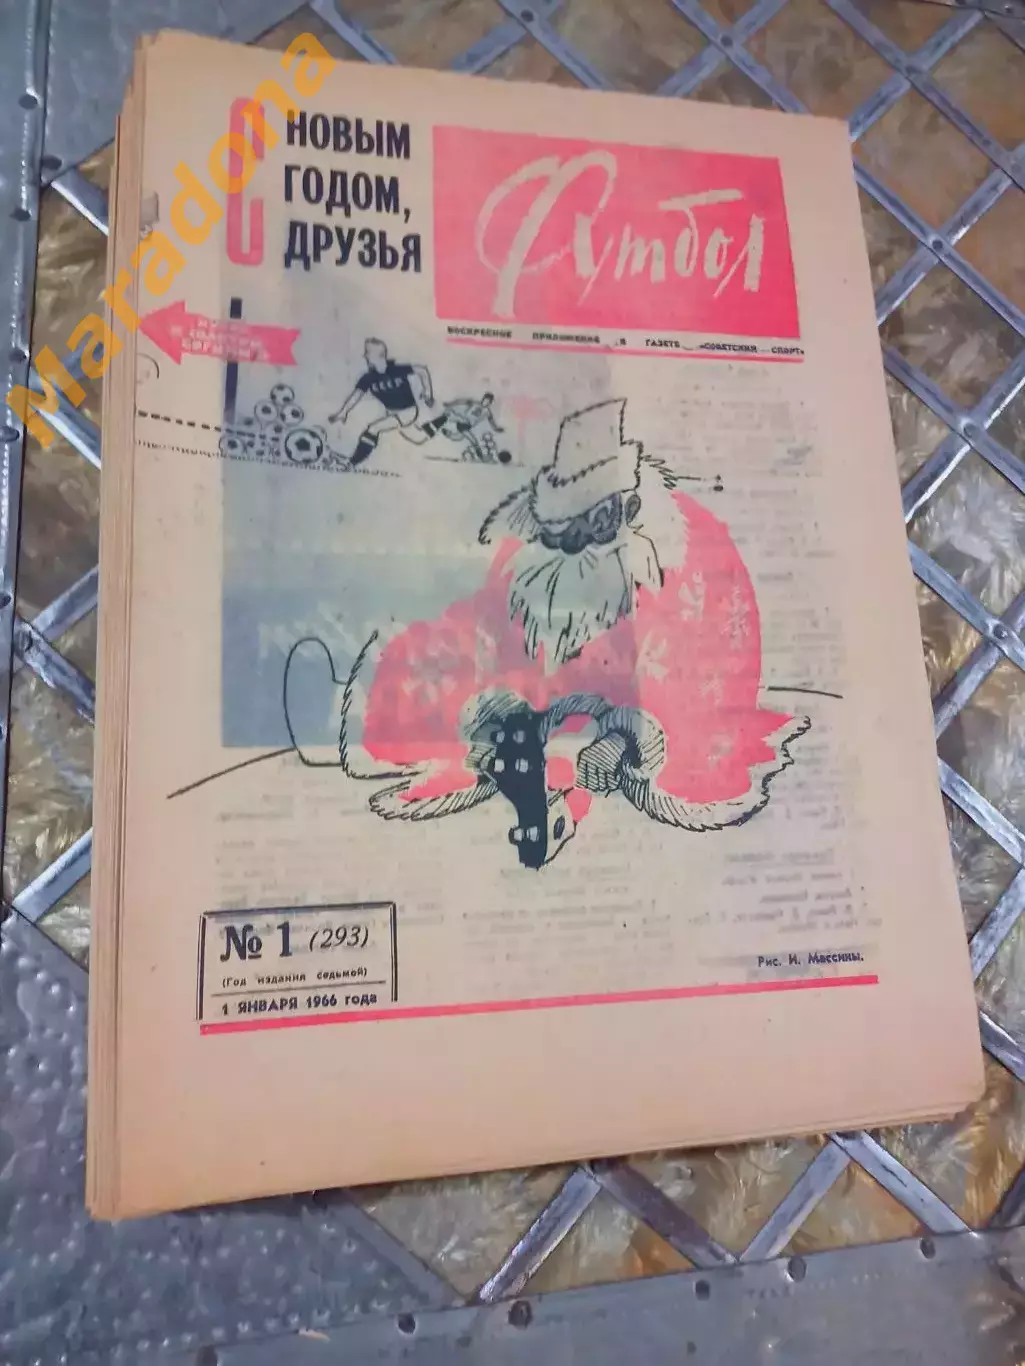 С НОВЫМ
ГОДОМ,
ДРУЗЬЯ
Футбол
ВОСКРЕСНОЕ ПРИЛОЖЕНИЕ К ГАЗЕТЕ «СОВЕТСКИЙ СПОРТ»
СССР
№ 1 (293)
(Год издания седьмой)
1 ЯНВАРЯ 1966 года
Рис. И. Массины.
Maradona